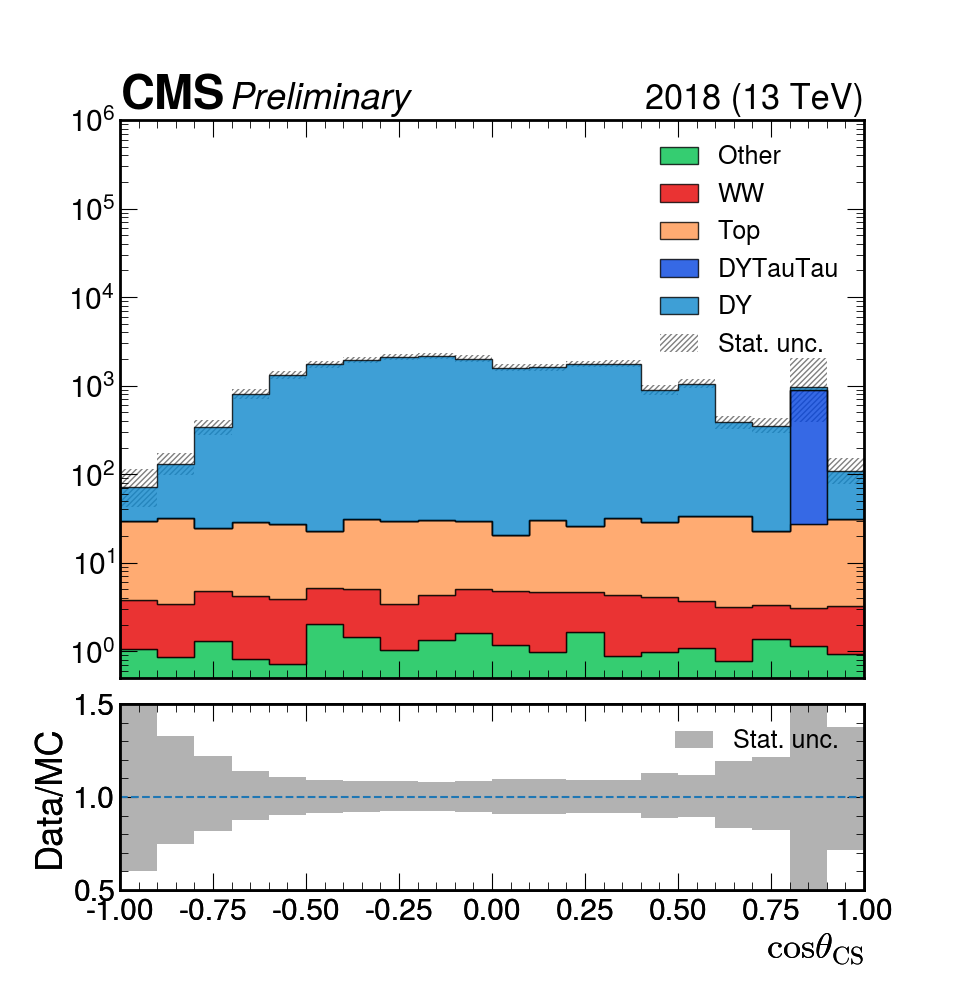 CMS Preliminary 2018 (13 TeV)
10^6
10^5
10^4
10^3
10^2
10^1
10^0
Other
WW
Top
DYTauTau
DY
Stat. unc.
Data/MC
1.5
1.0
0.5
Stat. unc.
-1.00 -0.75 -0.50 -0.25 0.00 0.25 0.50 0.75 1.00
cosθ_CS